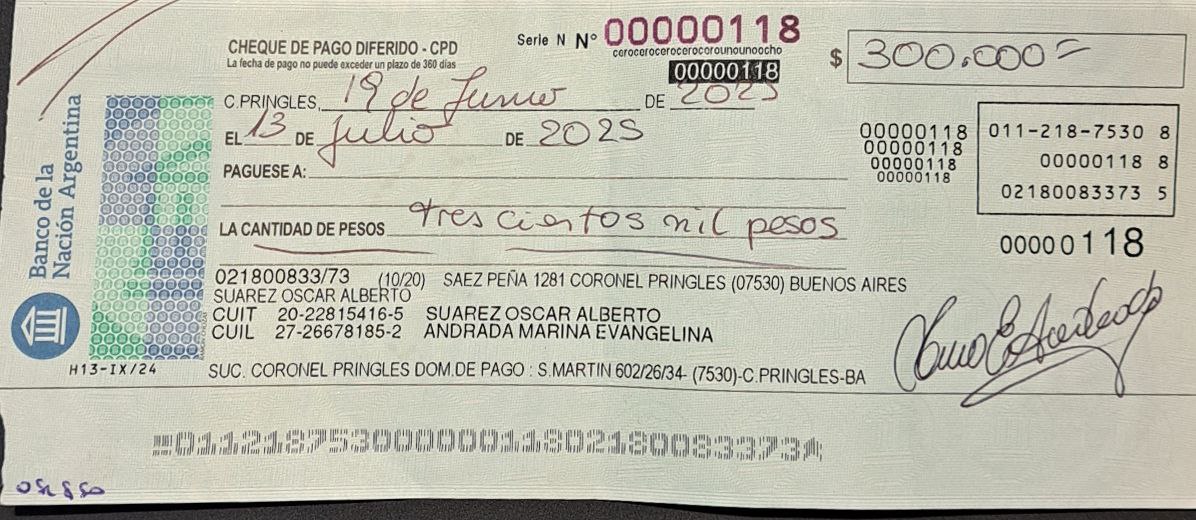 CHEQUE DE PAGO DIFERIDO - CPD
La fecha de pago no puede exceder un plazo de 360 días
Serie N Nº 00000118
cerocerocerocerocerounounoocho
00000118
$ 300.000=
C.PRINGLES, 19 de Junio DE 2025
EL 13 DE Julio DE 2025
PAGUESE A:
LA CANTIDAD DE PESOS tres cientos mil pesos
00000118
00000118
00000118
00000118
011-218-7530 8
00000118 8
02180083373 5
00000118
Banco de la
Nación Argentina
021800833/73 (10/20) SAEZ PEÑA 1281 CORONEL PRINGLES (07530) BUENOS AIRES
SUAREZ OSCAR ALBERTO
CUIT 20-22815416-5 SUAREZ OSCAR ALBERTO
CUIL 27-26678185-2 ANDRADA MARINA EVANGELINA
H13-IX/24
SUC. CORONEL PRINGLES DOM.DE PAGO : S.MARTIN 602/26/34- (7530)-C.PRINGLES-BA
01121875300000011802180083373